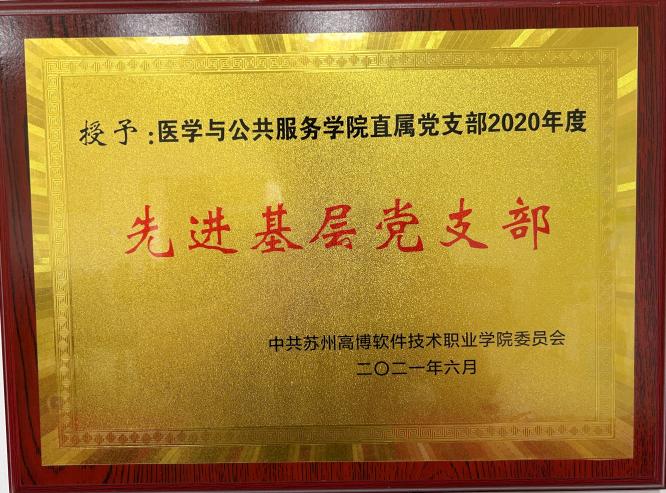 授予:医学与公共服务学院直属党支部2020年度
先进基层党支部
中共苏州高博软件技术职业学院委员会
二〇二一年六月